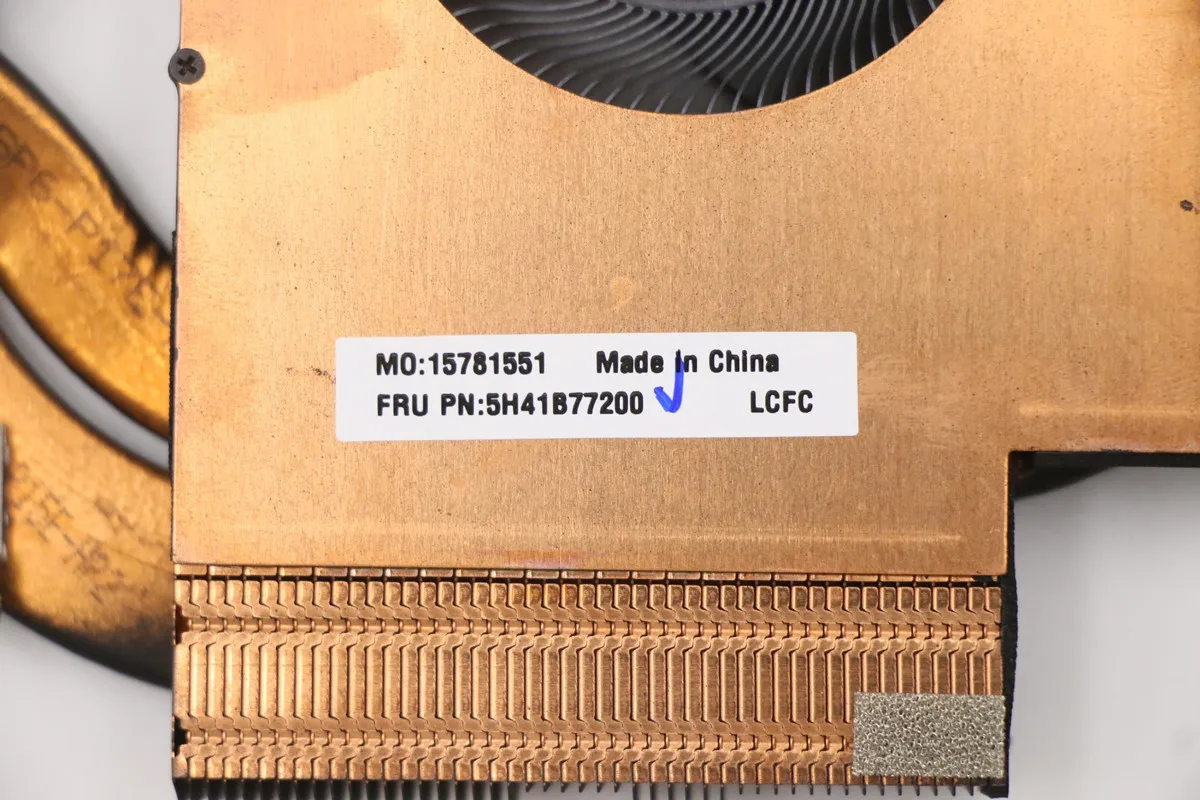 MO:15781551 Made in China
FRU PN:5H41B77200 LCFC